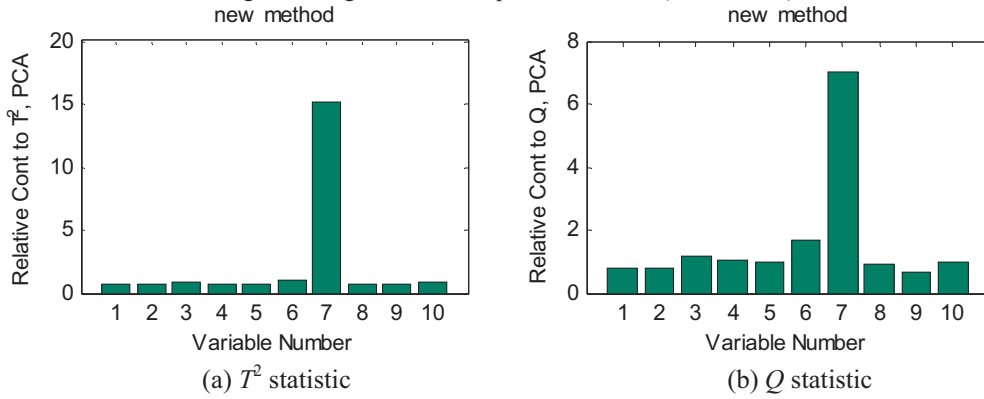 new method
20
15
10
5
0
Relative Cont to T², PCA
1 2 3 4 5 6 7 8 9 10
Variable Number
(a) T² statistic
new method
8
6
4
2
0
Relative Cont to Q, PCA
1 2 3 4 5 6 7 8 9 10
Variable Number
(b) Q statistic